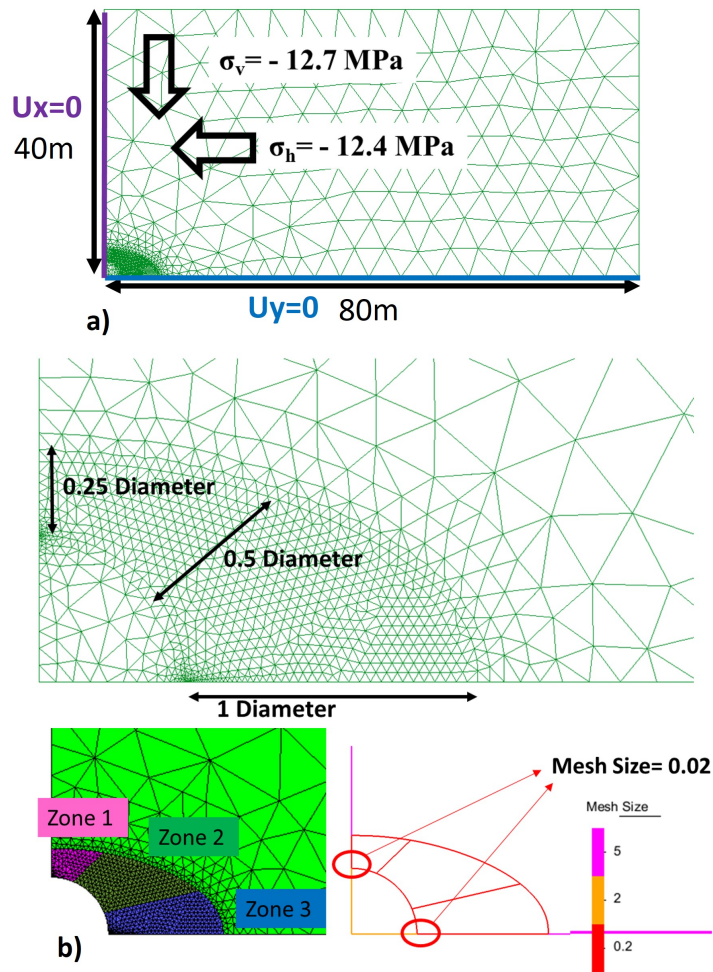 σv= - 12.7 MPa
Ux=0
40m
σh= - 12.4 MPa
Uy=0 80m
a)
0.25 Diameter
0.5 Diameter
1 Diameter
Mesh Size= 0.02
Zone 1
Zone 2
Zone 3
Mesh Size
5
2
0.2
b)